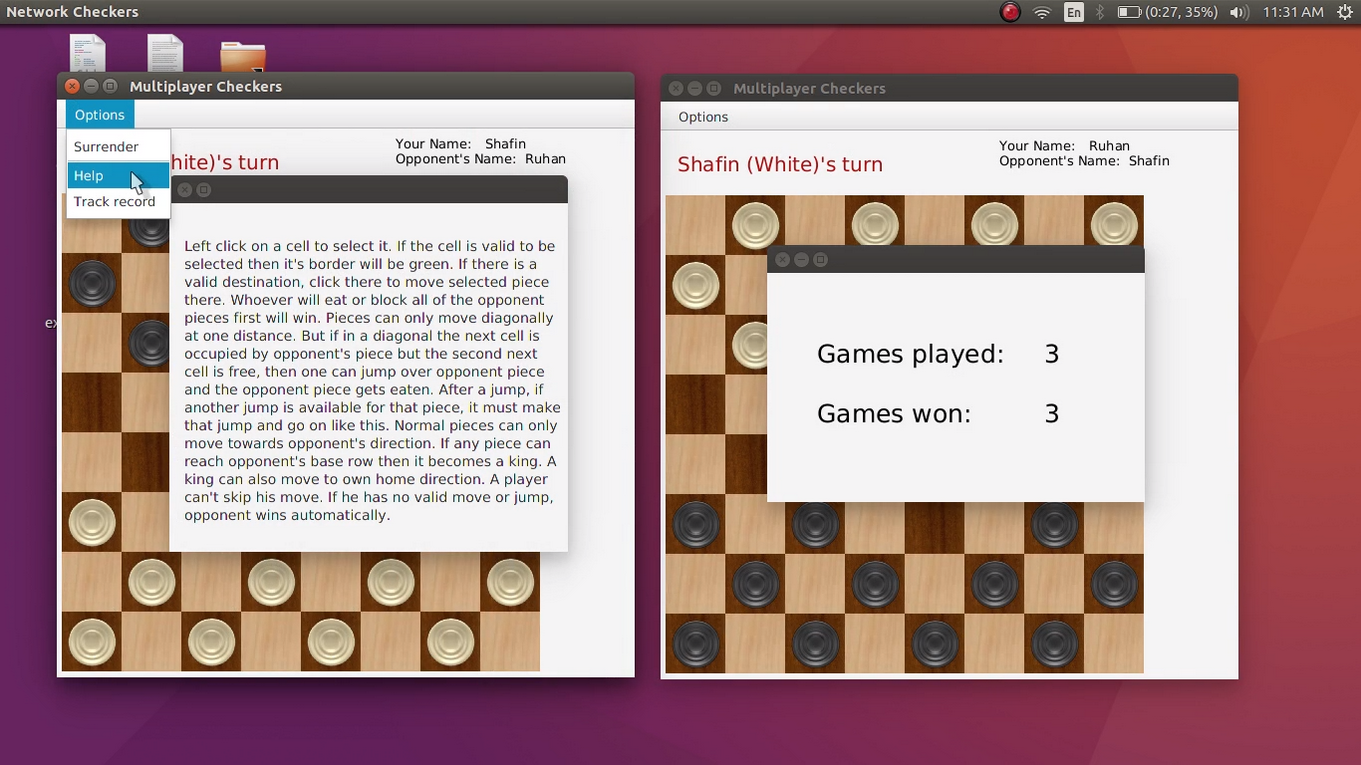 Network Checkers
En
(0:27, 35%)
11:31 AM
Multiplayer Checkers
Options
Surrender
Help
Track record
hite)'s turn
Your Name: Shafin
Opponent's Name: Ruhan
Left click on a cell to select it. If the cell is valid to be
selected then it's border will be green. If there is a
valid destination, click there to move selected piece
there. Whoever will eat or block all of the opponent
pieces first will win. Pieces can only move diagonally
at one distance. But if in a diagonal the next cell is
occupied by opponent's piece but the second next
cell is free, then one can jump over opponent piece
and the opponent piece gets eaten. After a jump, if
another jump is available for that piece, it must make
that jump and go on like this. Normal pieces can only
move towards opponent's direction. If any piece can
reach opponent's base row then it becomes a king. A
king can also move to own home direction. A player
can't skip his move. If he has no valid move or jump,
opponent wins automatically.
ex
Multiplayer Checkers
Options
Shafin (White)'s turn
Your Name: Ruhan
Opponent's Name: Shafin
Games played: 3
Games won: 3